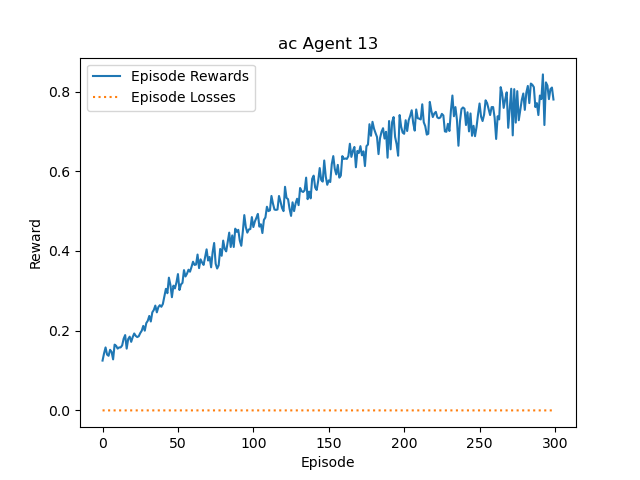 ac Agent 13
Episode Rewards
Episode Losses
Reward
0.8
0.6
0.4
0.2
0.0
0 50 100 150 200 250 300
Episode